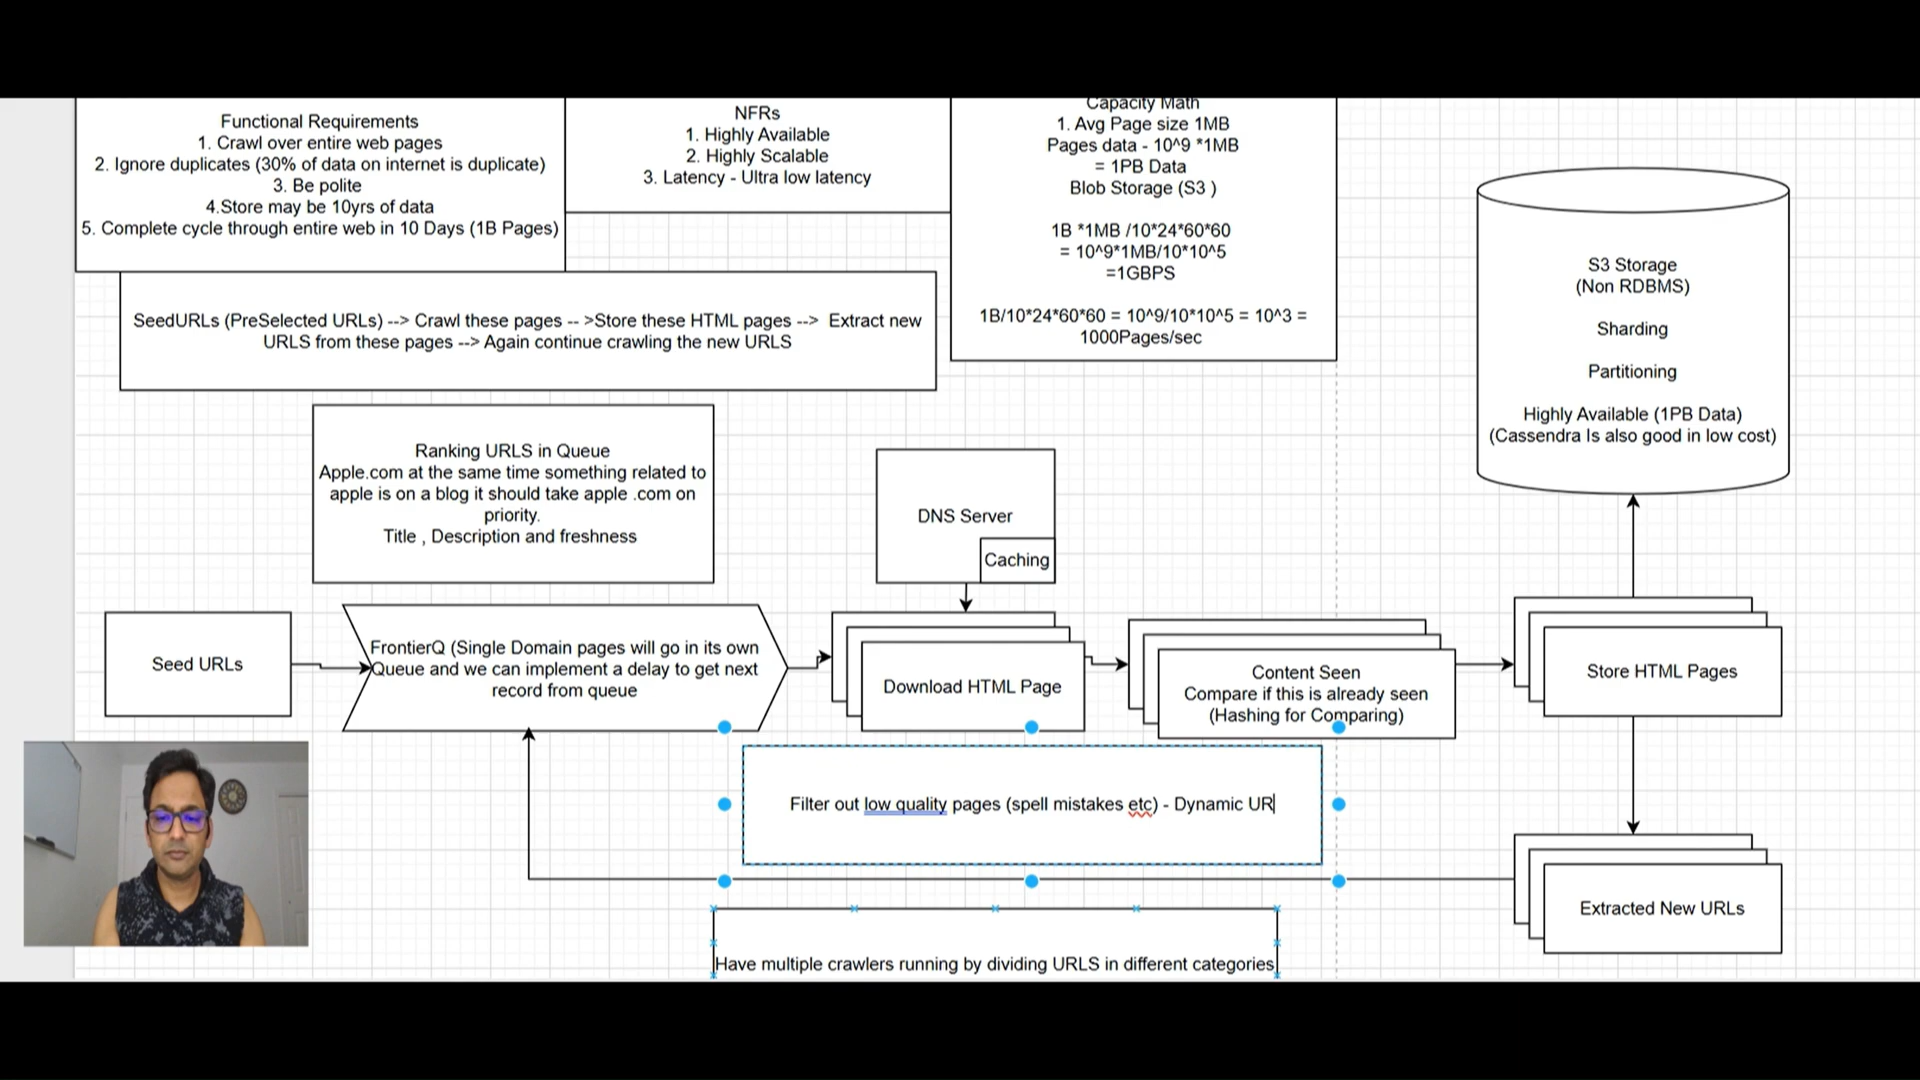 Functional Requirements
1. Crawl over entire web pages
2. Ignore duplicates (30% of data on internet is duplicate)
3. Be polite
4.Store may be 10yrs of data
5. Complete cycle through entire web in 10 Days (1B Pages)
NFRs
1. Highly Available
2. Highly Scalable
3. Latency - Ultra low latency
Capacity Math
1. Avg Page size 1MB
Pages data - 10^9 *1MB
= 1PB Data
Blob Storage (S3 )
1B *1MB /10*24*60*60
= 10^9*1MB/10*10^5
=1GBPS
1B/10*24*60*60 = 10^9/10*10^5 = 10^3 =
1000Pages/sec
SeedURLs (PreSelected URLs) --> Crawl these pages -- >Store these HTML pages --> Extract new
URLS from these pages --> Again continue crawling the new URLS
S3 Storage
(Non RDBMS)
Sharding
Partitioning
Highly Available (1PB Data)
(Cassendra Is also good in low cost)
Ranking URLS in Queue
Apple.com at the same time something related to
apple is on a blog it should take apple .com on
priority.
Title , Description and freshness
DNS Server
Caching
Seed URLs
FrontierQ (Single Domain pages will go in its own
Queue and we can implement a delay to get next
record from queue
Download HTML Page
Content Seen
Compare if this is already seen
(Hashing for Comparing)
Store HTML Pages
Filter out low quality pages (spell mistakes etc) - Dynamic UR
Extracted New URLs
Have multiple crawlers running by dividing URLS in different categories